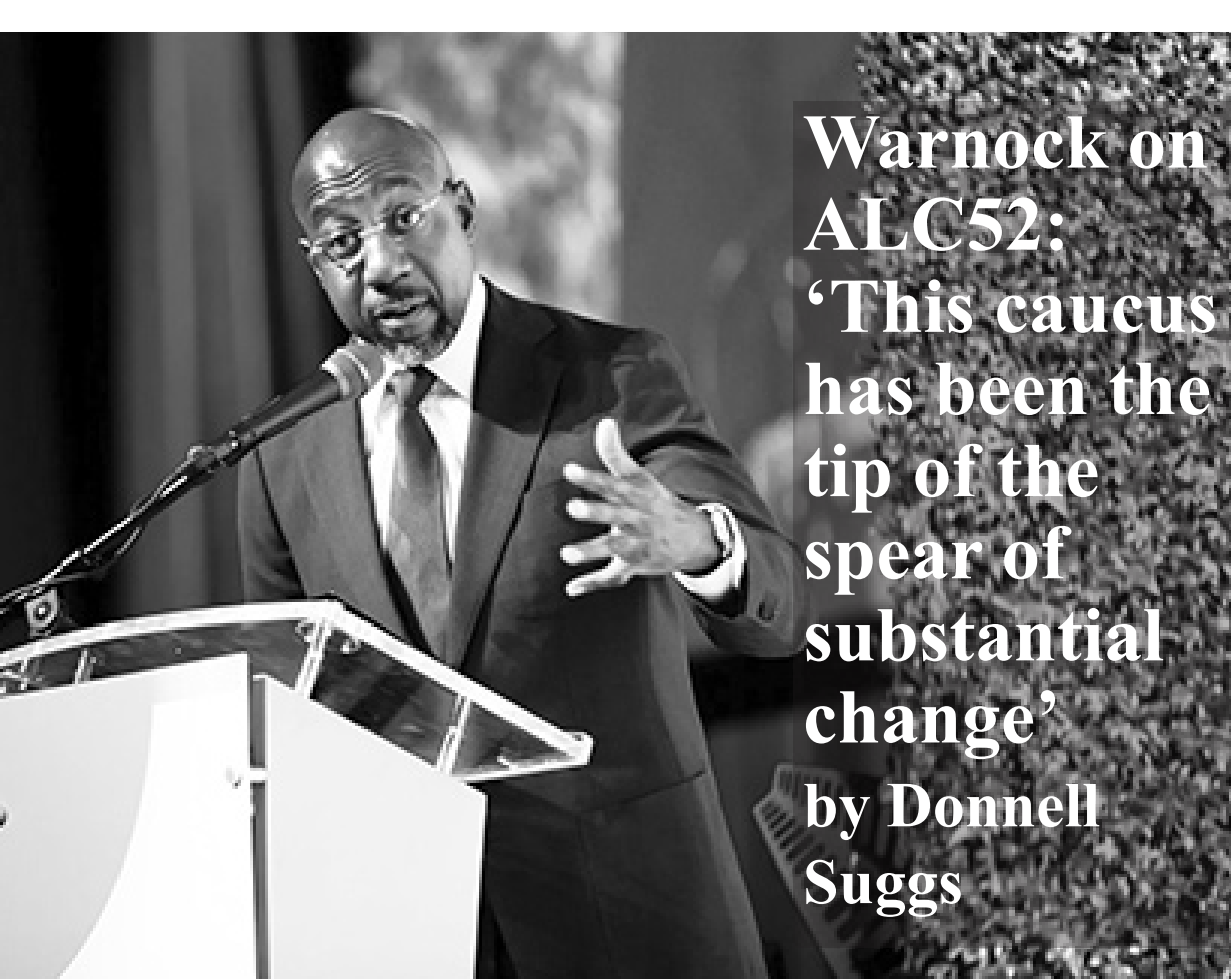 Warnock on
ALC52:
‘This caucus
has been the
tip of the
spear of
substantial
change’
by Donnell
Suggs